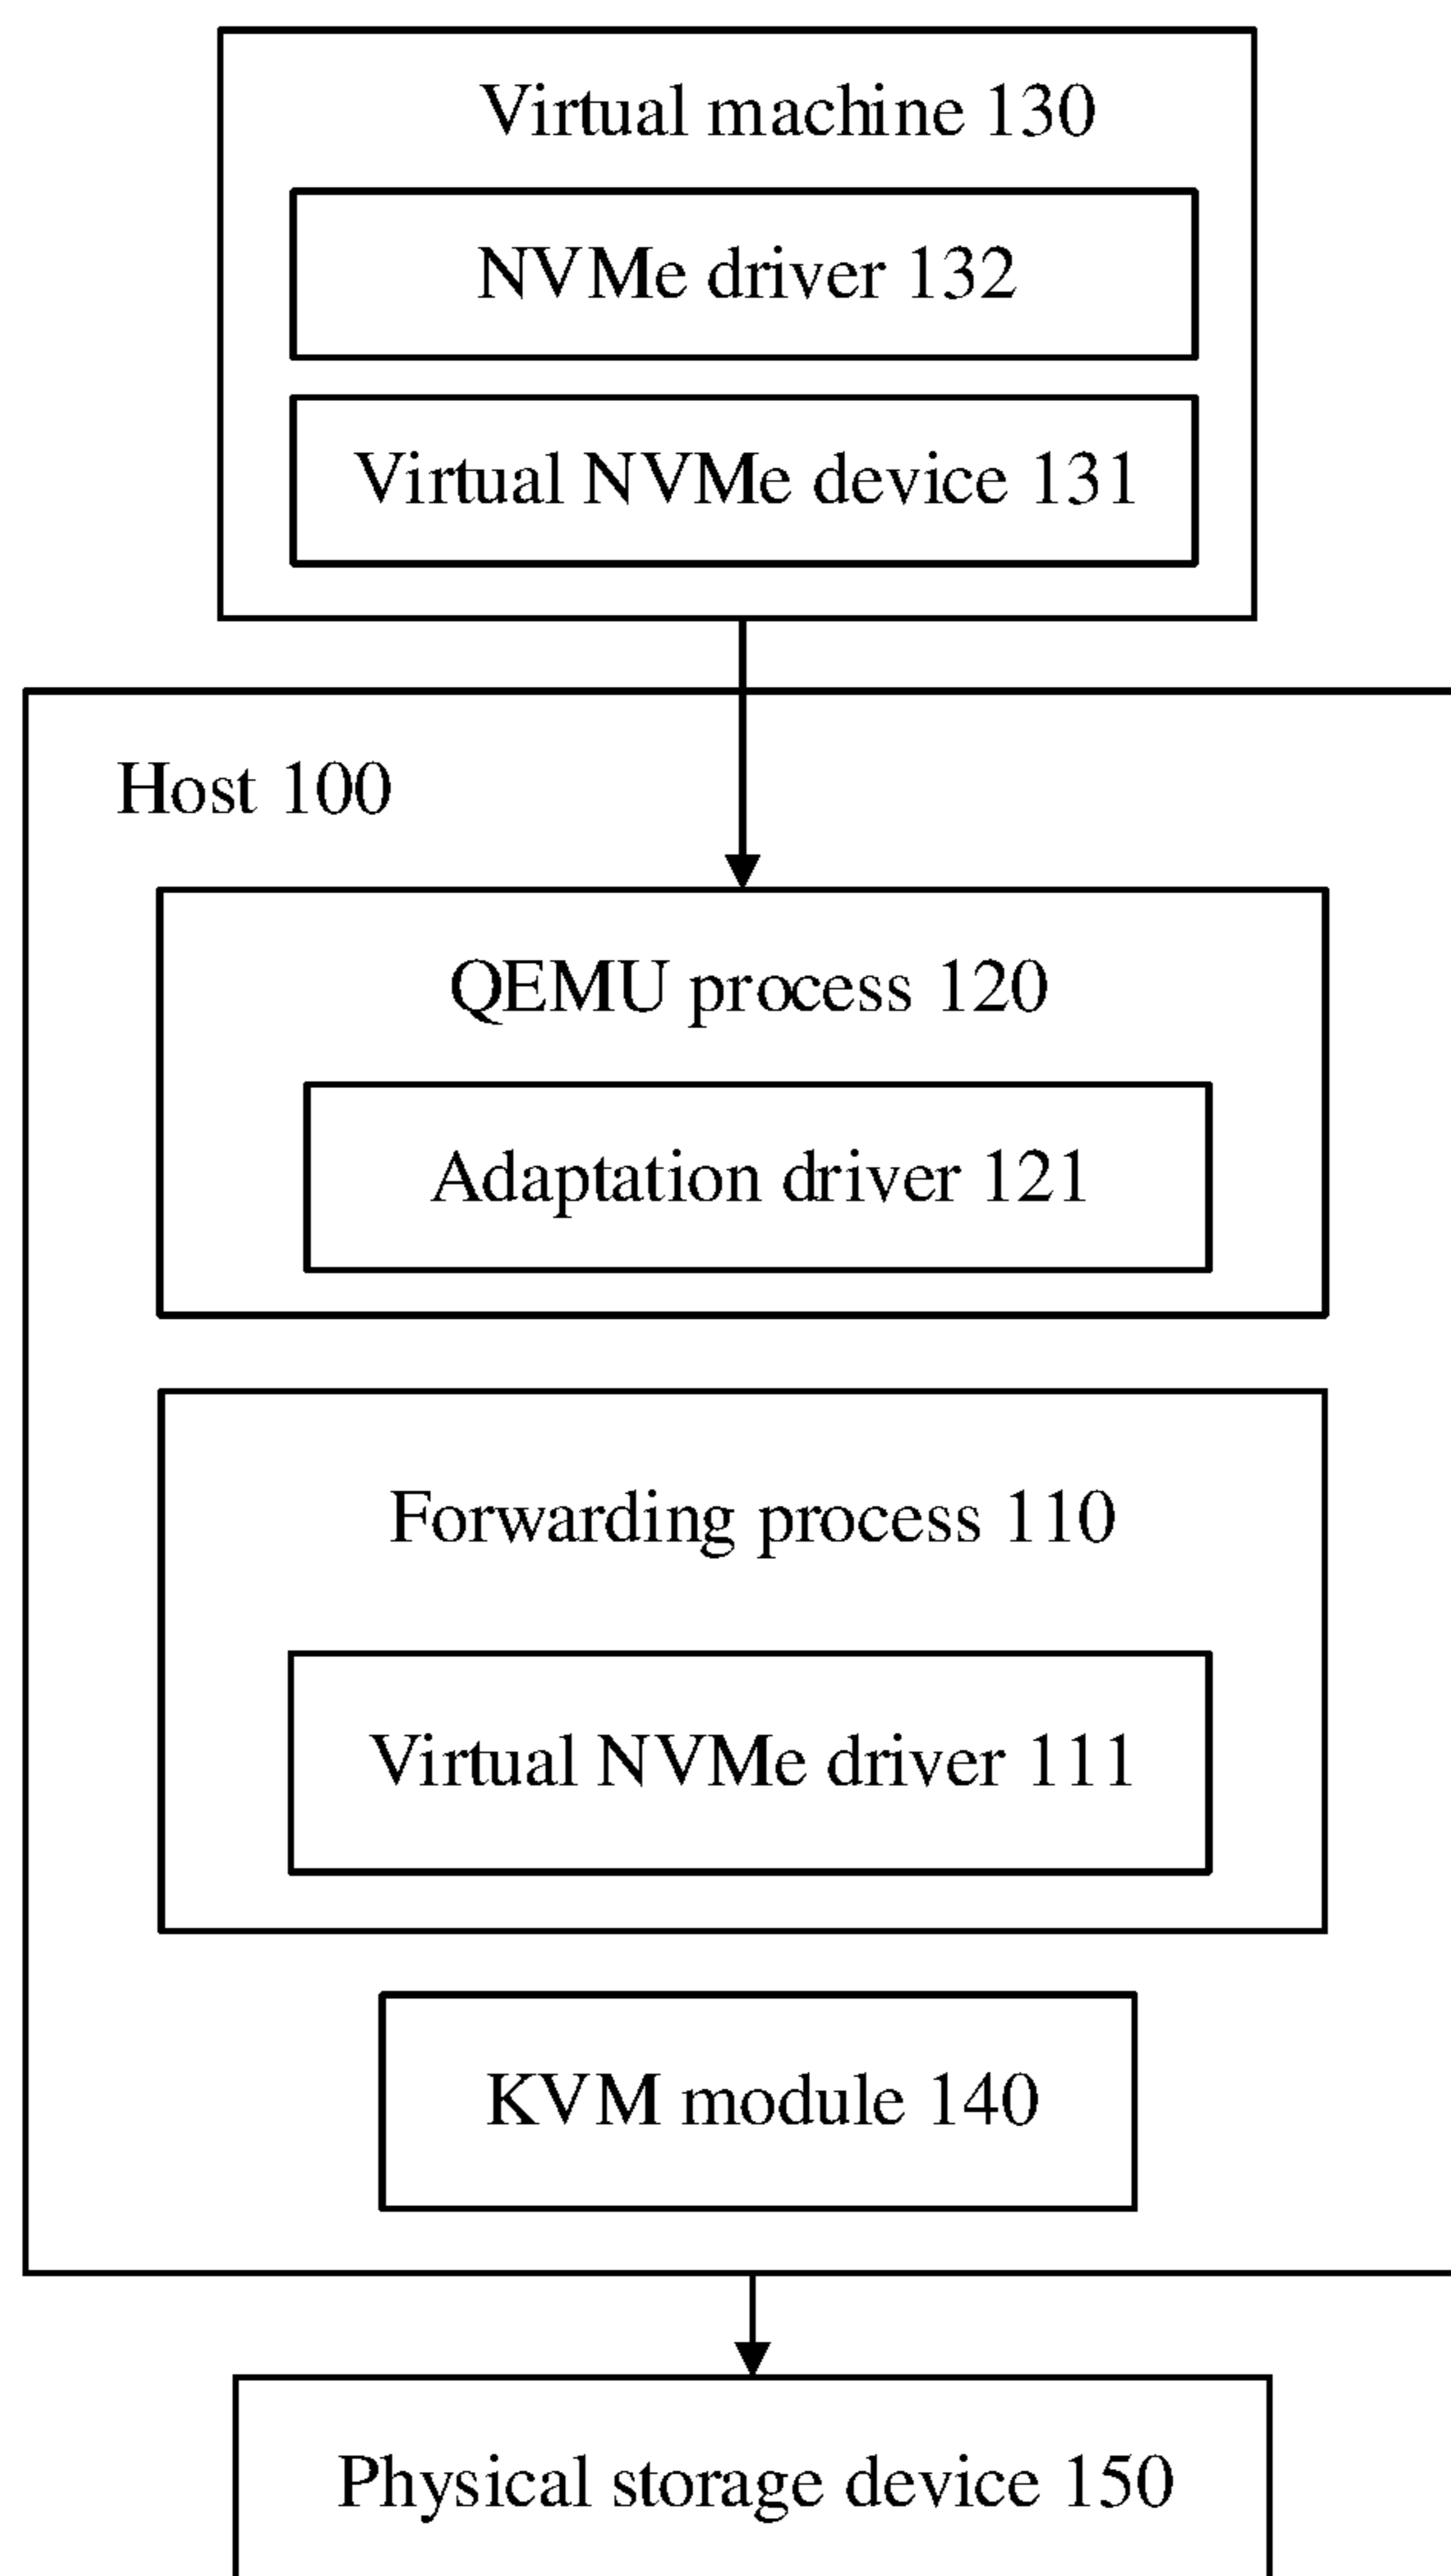 Virtual machine 130
NVMe driver 132
Virtual NVMe device 131
Host 100
QEMU process 120
Adaptation driver 121
Forwarding process 110
Virtual NVMe driver 111
KVM module 140
Physical storage device 150